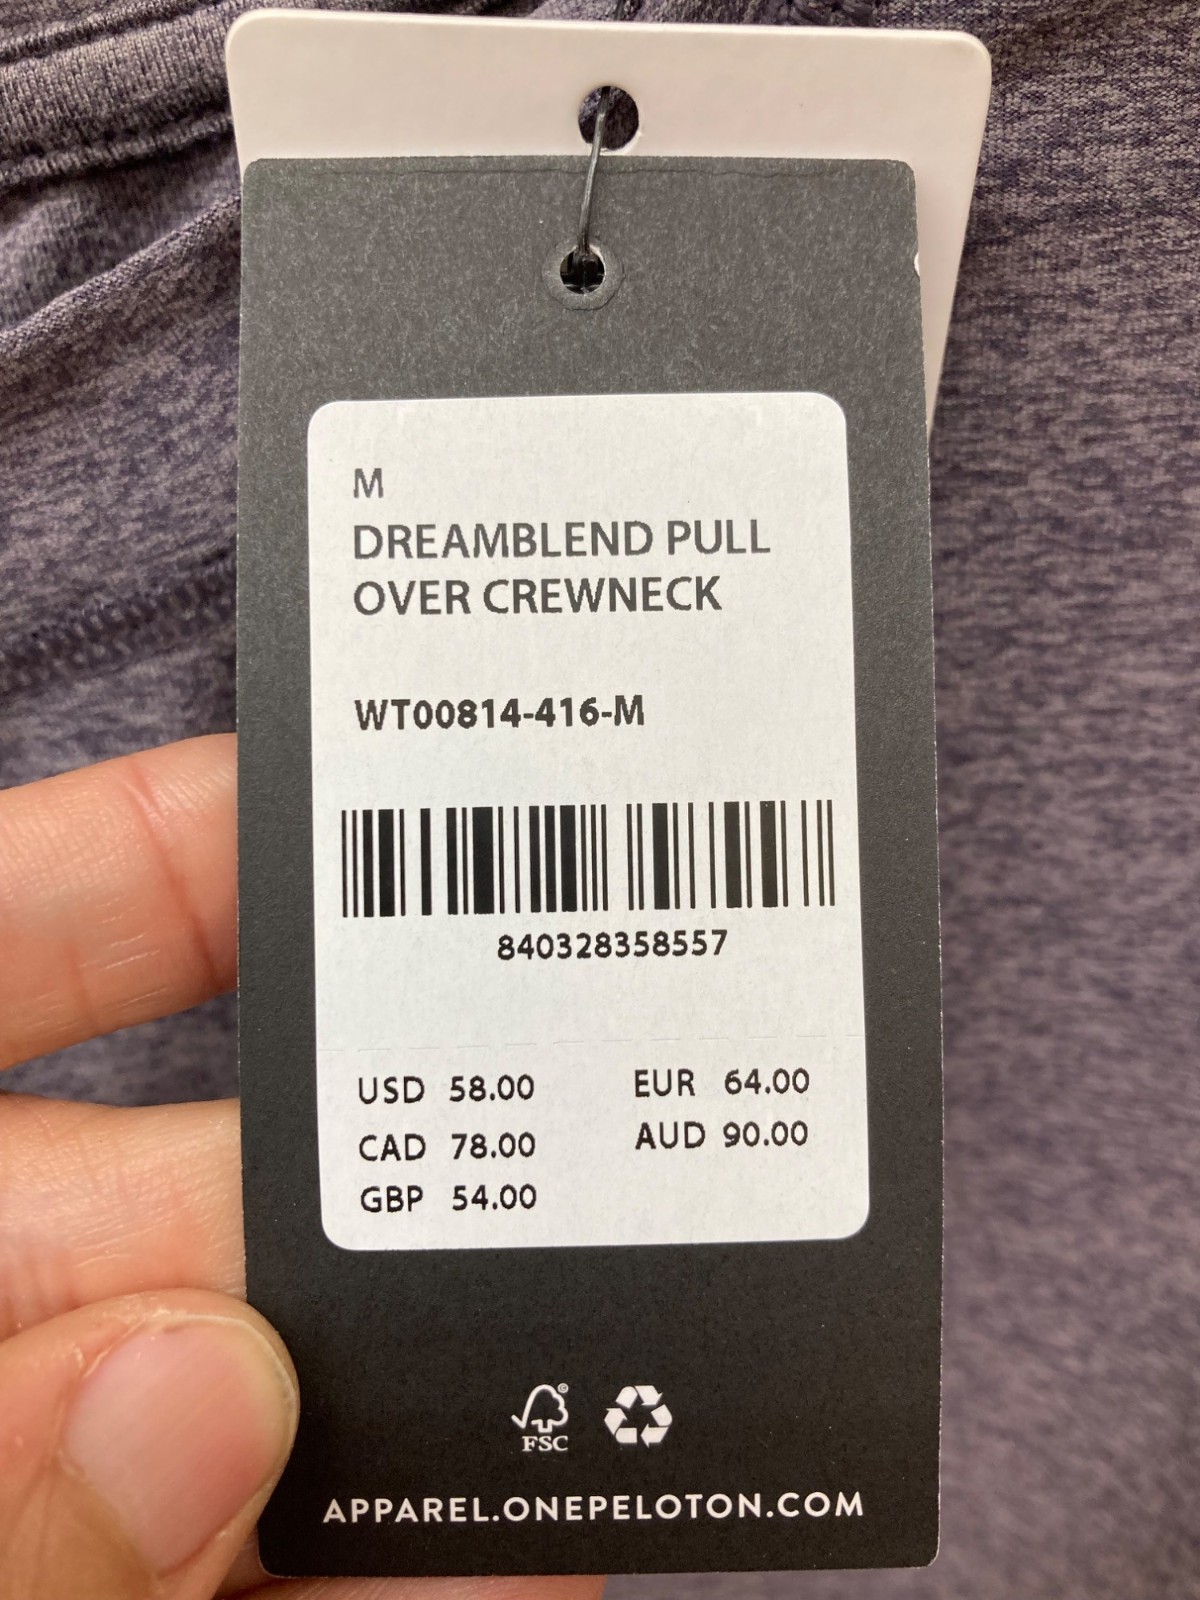 M
DREAMBLEND PULL
OVER CREWNECK
WT00814-416-M
840328358557
USD 58.00 EUR 64.00
CAD 78.00 AUD 90.00
GBP 54.00
©
FSC
APPAREL.ONEPELOTON.COM